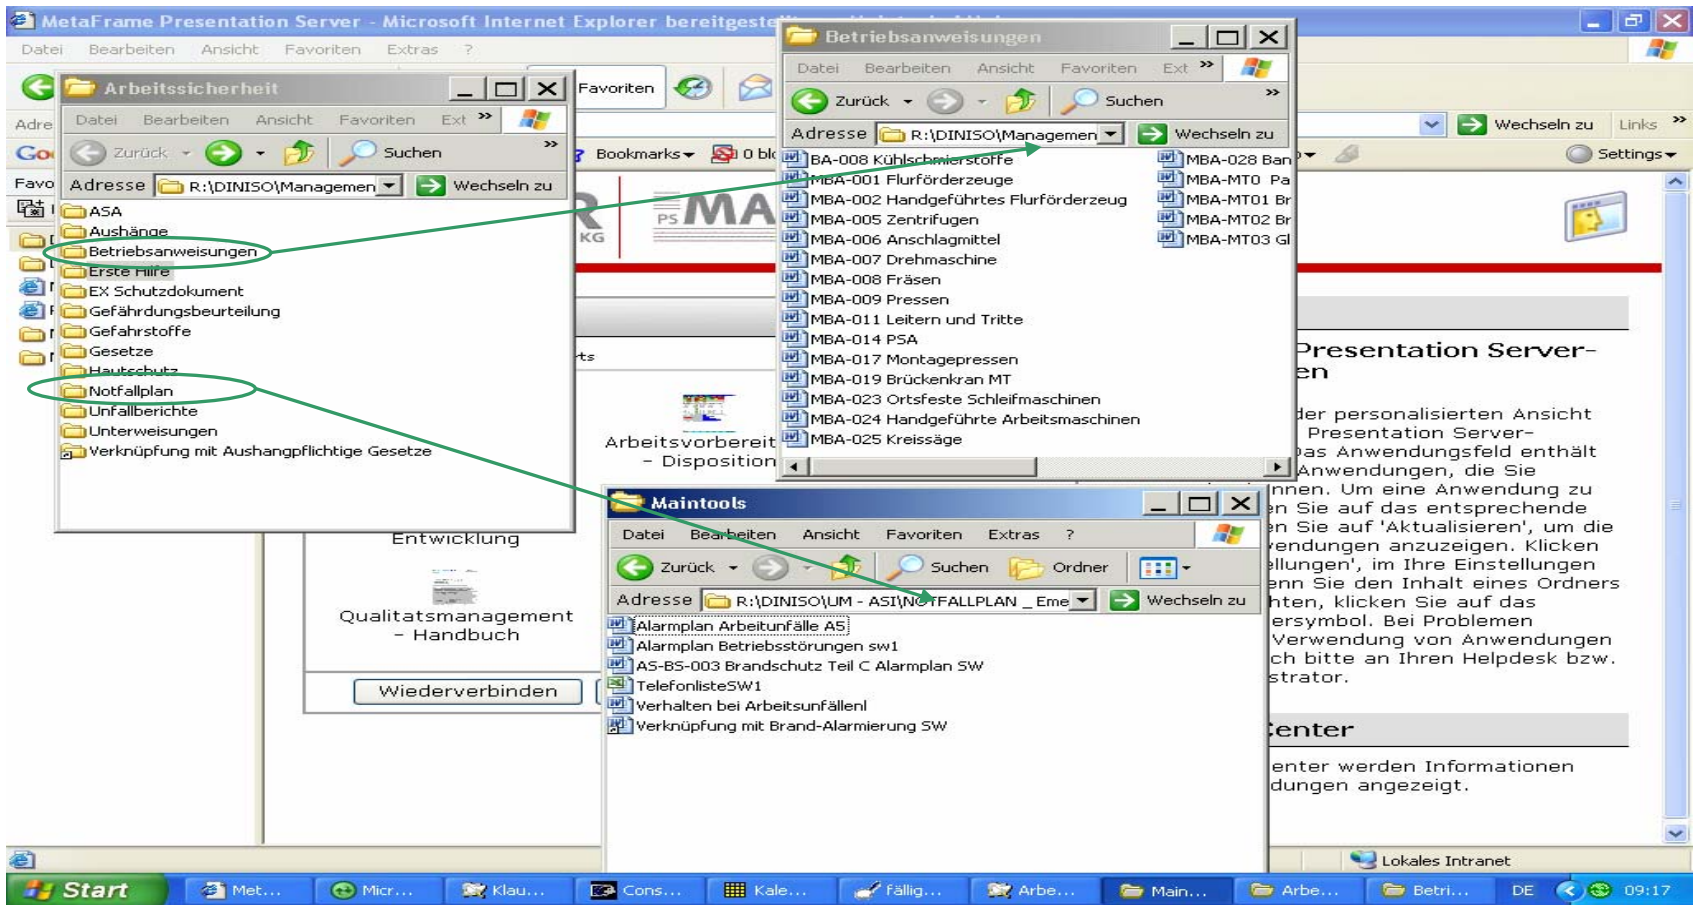 MetaFrame Presentation Server - Microsoft Internet Explorer bereitgestellt
Datei Bearbeiten Ansicht Favoriten Extras ?
Favoriten
Adre
Wechseln zu Links »
Bookmarks
Settings
Favo
Arbeitssicherheit
Datei Bearbeiten Ansicht Favoriten Ext »
Zurück Suchen »
Adresse R:\DINISO\Managemen Wechseln zu
ASA
Aushänge
Betriebsanweisungen
Erste Hilfe
EX Schutzdokument
Gefährdungsbeurteilung
Gefahrstoffe
Gesetze
Hautschutz
Notfallplan
Unfallberichte
Unterweisungen
Verknüpfung mit Aushangpflichtige Gesetze
Betriebsanweisungen
Datei Bearbeiten Ansicht Favoriten Ext »
Zurück Suchen »
Adresse R:\DINISO\Managemen Wechseln zu
BA-008 Kühlschmierstoffe
MBA-001 Flurförderzeuge
MBA-002 Handgeführtes Flurförderzeug
MBA-005 Zentrifugen
MBA-006 Anschlagmittel
MBA-007 Drehmaschine
MBA-008 Fräsen
MBA-009 Pressen
MBA-011 Leitern und Tritte
MBA-014 PSA
MBA-017 Montagepressen
MBA-019 Brückenkran MT
MBA-023 Ortsfeste Schleifmaschinen
MBA-024 Handgeführte Arbeitsmaschinen
MBA-025 Kreissäge
MBA-028 Ban
MBA-MT0 Pa
MBA-MT01 Br
MBA-MT02 Br
MBA-MT03 Gl
R
KG
PS MA
ts
Arbeitsvorbereit
- Disposition
Entwicklung
Qualitatsmanagement
- Handbuch
Wiederverbinden
Maintools
Datei Bearbeiten Ansicht Favoriten Extras ?
Zurück Suchen Ordner
Adresse R:\DINISO\UM - ASI\NOTFALLPLAN _ Eme Wechseln zu
Alarmplan Arbeitunfälle A5
Alarmplan Betriebsstörungen sw1
AS-BS-003 Brandschutz Teil C Alarmplan SW
TelefonlisteSW1
Verhalten bei Arbeitsunfällenl
Verknüpfung mit Brand-Alarmierung SW
Presentation Server-
en
der personalisierten Ansicht
Presentation Server-
Das Anwendungsfeld enthält
Anwendungen, die Sie
nnen. Um eine Anwendung zu
en Sie auf das entsprechende
en Sie auf 'Aktualisieren', um die
vendungen anzuzeigen. Klicken
ellungen', im Ihre Einstellungen
enn Sie den Inhalt eines Ordners
hten, klicken Sie auf das
ersymbol. Bei Problemen
Verwendung von Anwendungen
ch bitte an Ihren Helpdesk bzw.
strator.
enter
enter werden Informationen
dungen angezeigt.
Lokales Intranet
Start Met... Micr... Klau... Cons... Kale... Fällig... Arbe... Main... Arbe... Betri... DE 09:17